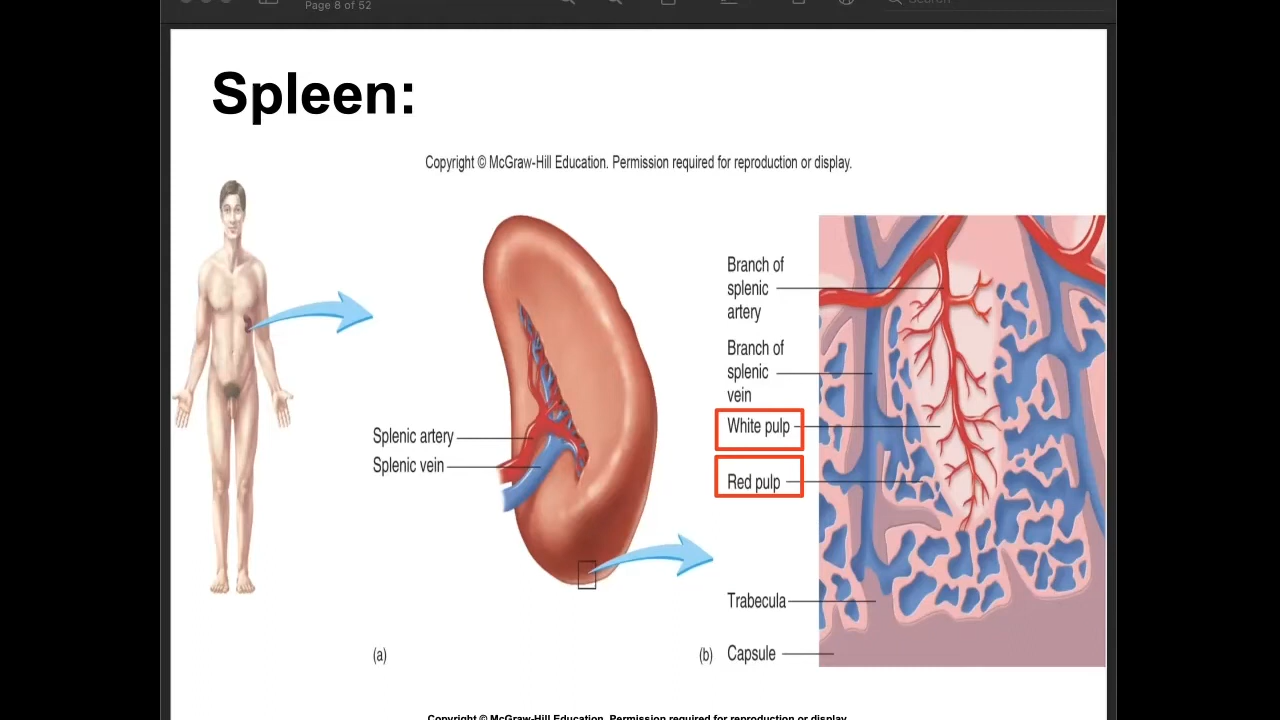 Page 8 of 52
Search
Spleen:
Copyright © McGraw-Hill Education. Permission required for reproduction or display.
Branch of
splenic
artery
Branch of
splenic
vein
White pulp
Splenic artery
Splenic vein
Red pulp
Trabecula
(a)
(b)
Capsule
Copyright © McGraw-Hill Education. Permission required for reproduction or display.